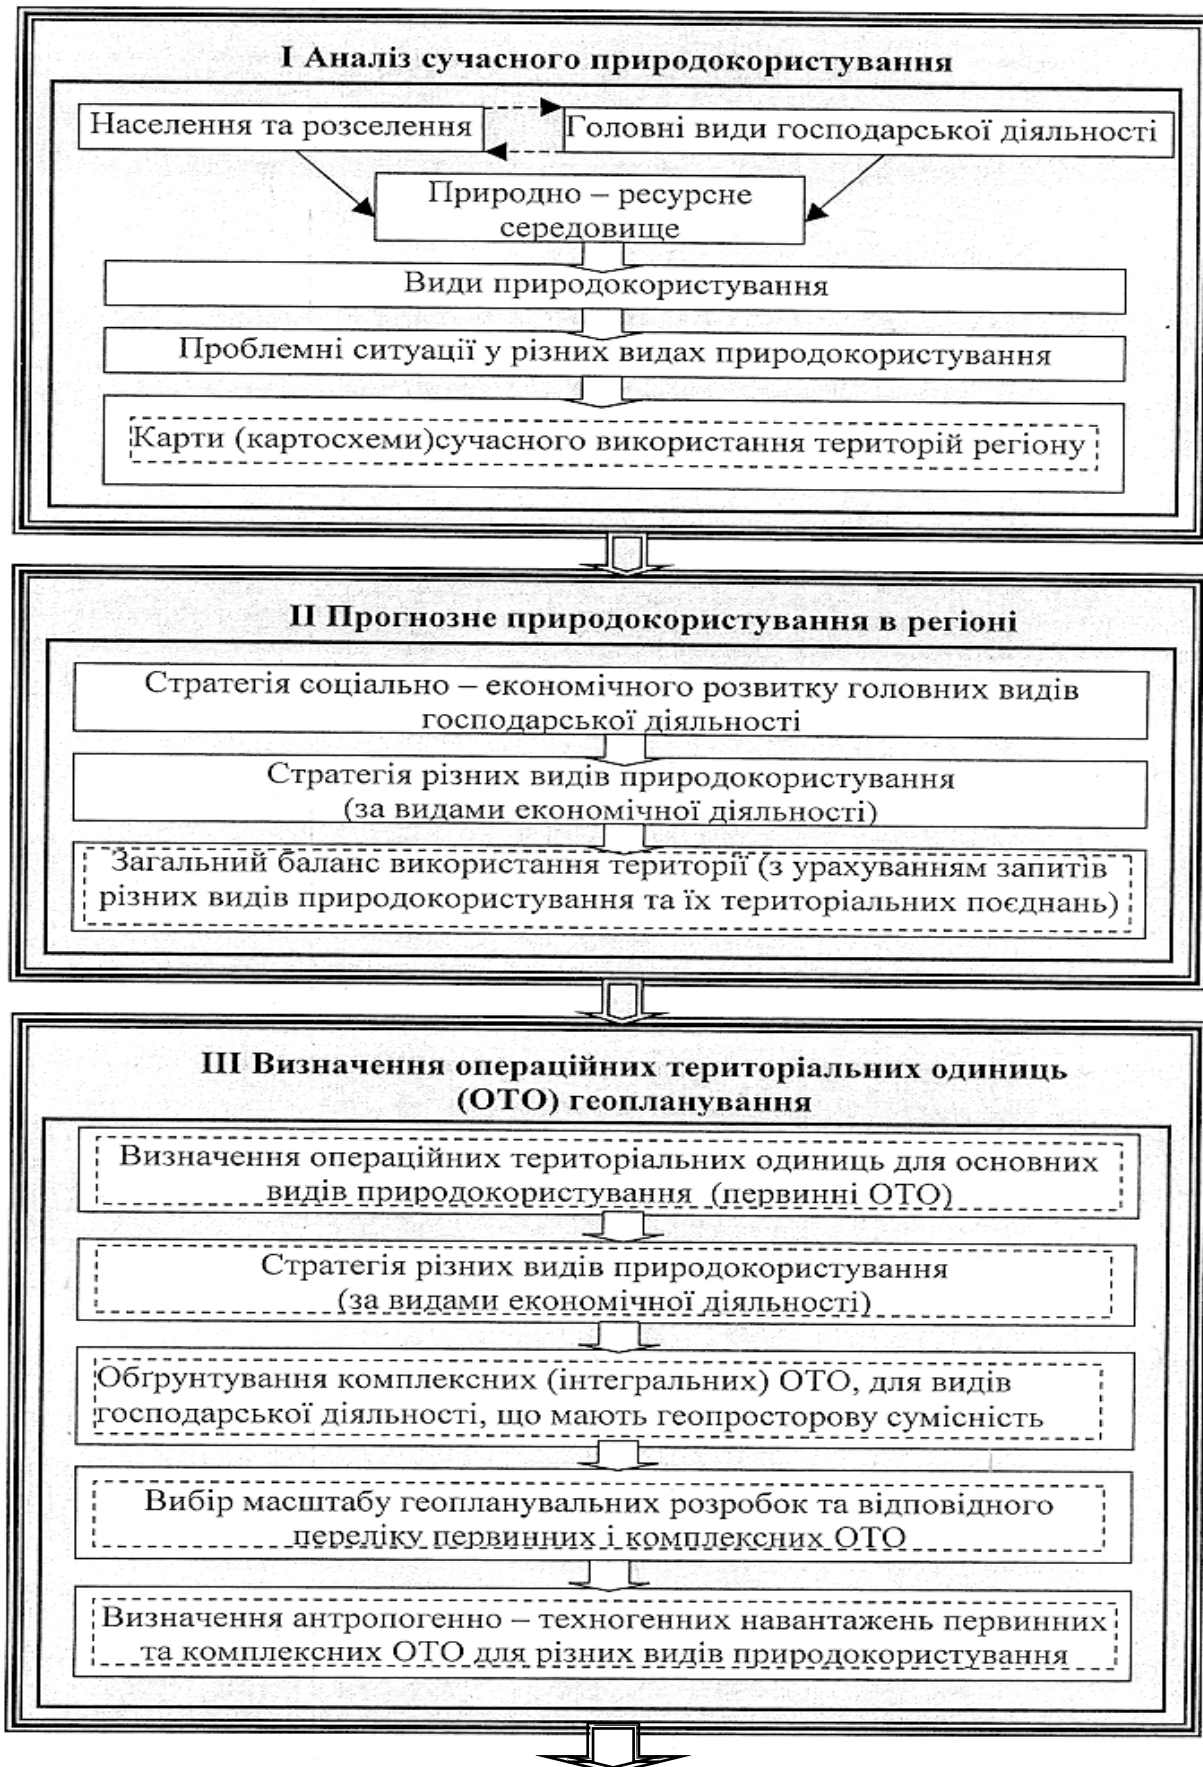 I Аналіз сучасного природокористування
Населення та розселення
Головні види господарської діяльності
Природно – ресурсне
середовище
Види природокористування
Проблемні ситуації у різних видах природокористування
Карти (картосхеми)сучасного використання територій регіону
II Прогнозне природокористування в регіоні
Стратегія соціально – економічного розвитку головних видів
господарської діяльності
Стратегія різних видів природокористування
(за видами економічної діяльності)
Загальний баланс використання території (з урахуванням запитів
різних видів природокористування та їх територіальних поєднань)
III Визначення операційних територіальних одиниць
(ОТО) геопланування
Визначення операційних територіальних одиниць для основних
видів природокористування (первинні ОТО)
Стратегія різних видів природокористування
(за видами економічної діяльності)
Обґрунтування комплексних (інтегральних) ОТО, для видів
господарської діяльності, що мають геопросторову сумісність
Вибір масштабу геопланувальних розробок та відповідного
переліку первинних і комплексних ОТО
Визначення антропогенно – техногенних навантажень первинних
та комплексних ОТО для різних видів природокористування